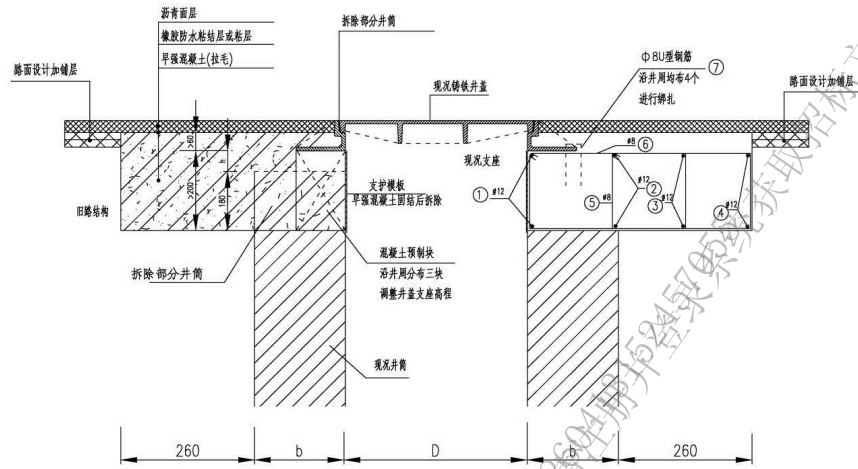 沥青面层
橡胶防水粘结层或粘层
早强混凝土(拉毛)
拆除部分井筒
路面设计加铺层
现况铸铁井盖
Φ8U型钢筋
沿井周均布4个
进行绑扎
⑦
路面设计加铺层
>80
h
>200
180
旧路结构
现况支座
ø8
⑥
支护模板
早强混凝土固结后拆除
① ø12
⑤ ø8
ø12 ②
③ ø12
④ ø12
混凝土预制块
沿井周分布三块
调整井盖支座高程
拆除部分井筒
现况井筒
260
b
D
b
260